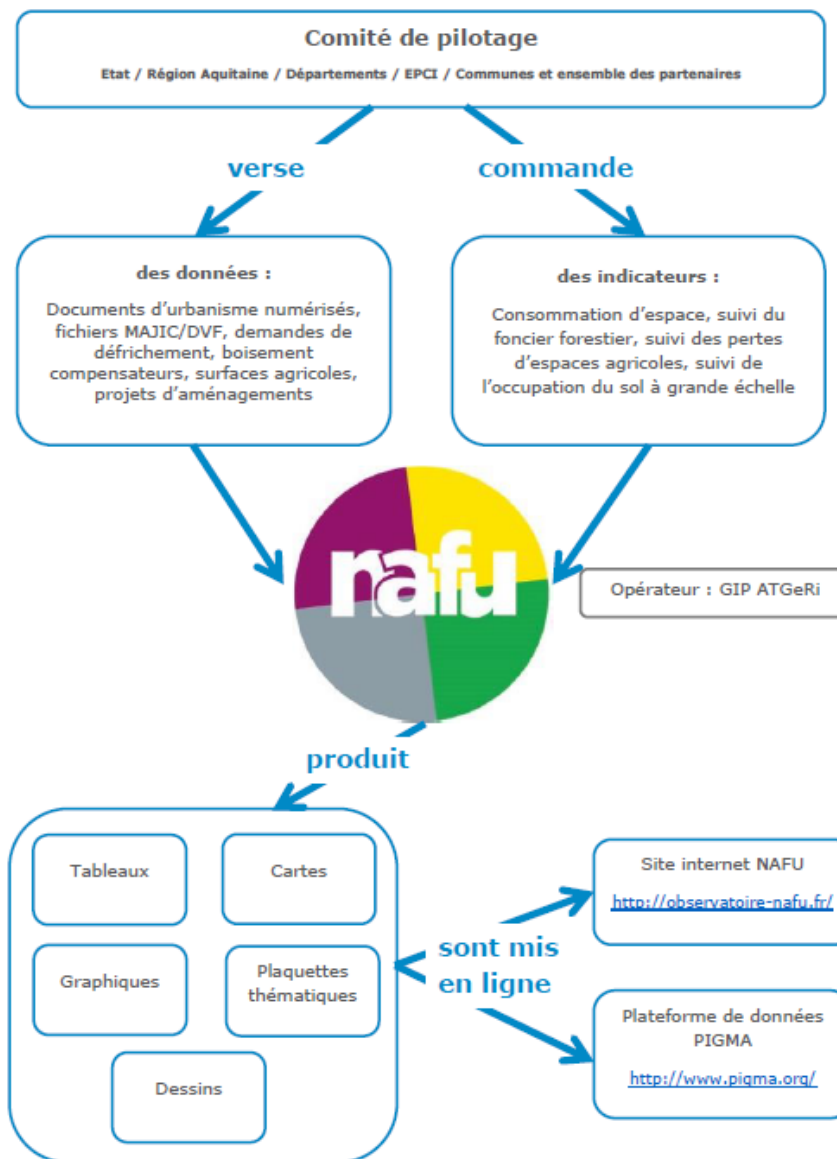 Comité de pilotage
Etat / Région Aquitaine / Départements / EPCI / Communes et ensemble des partenaires
verse
commande
des données :
Documents d'urbanisme numérisés,
fichiers MAJIC/DVF, demandes de
défrichement, boisement
compensateurs, surfaces agricoles,
projets d'aménagements
des indicateurs :
Consommation d'espace, suivi du
foncier forestier, suivi des pertes
d'espaces agricoles, suivi de
l'occupation du sol à grande échelle
nafu
Opérateur : GIP ATGeRi
produit
Tableaux
Cartes
Graphiques
Plaquettes
thématiques
Dessins
sont mis
en ligne
Site internet NAFU
http://observatoire-nafu.fr/
Plateforme de données
PIGMA
http://www.pigma.org/